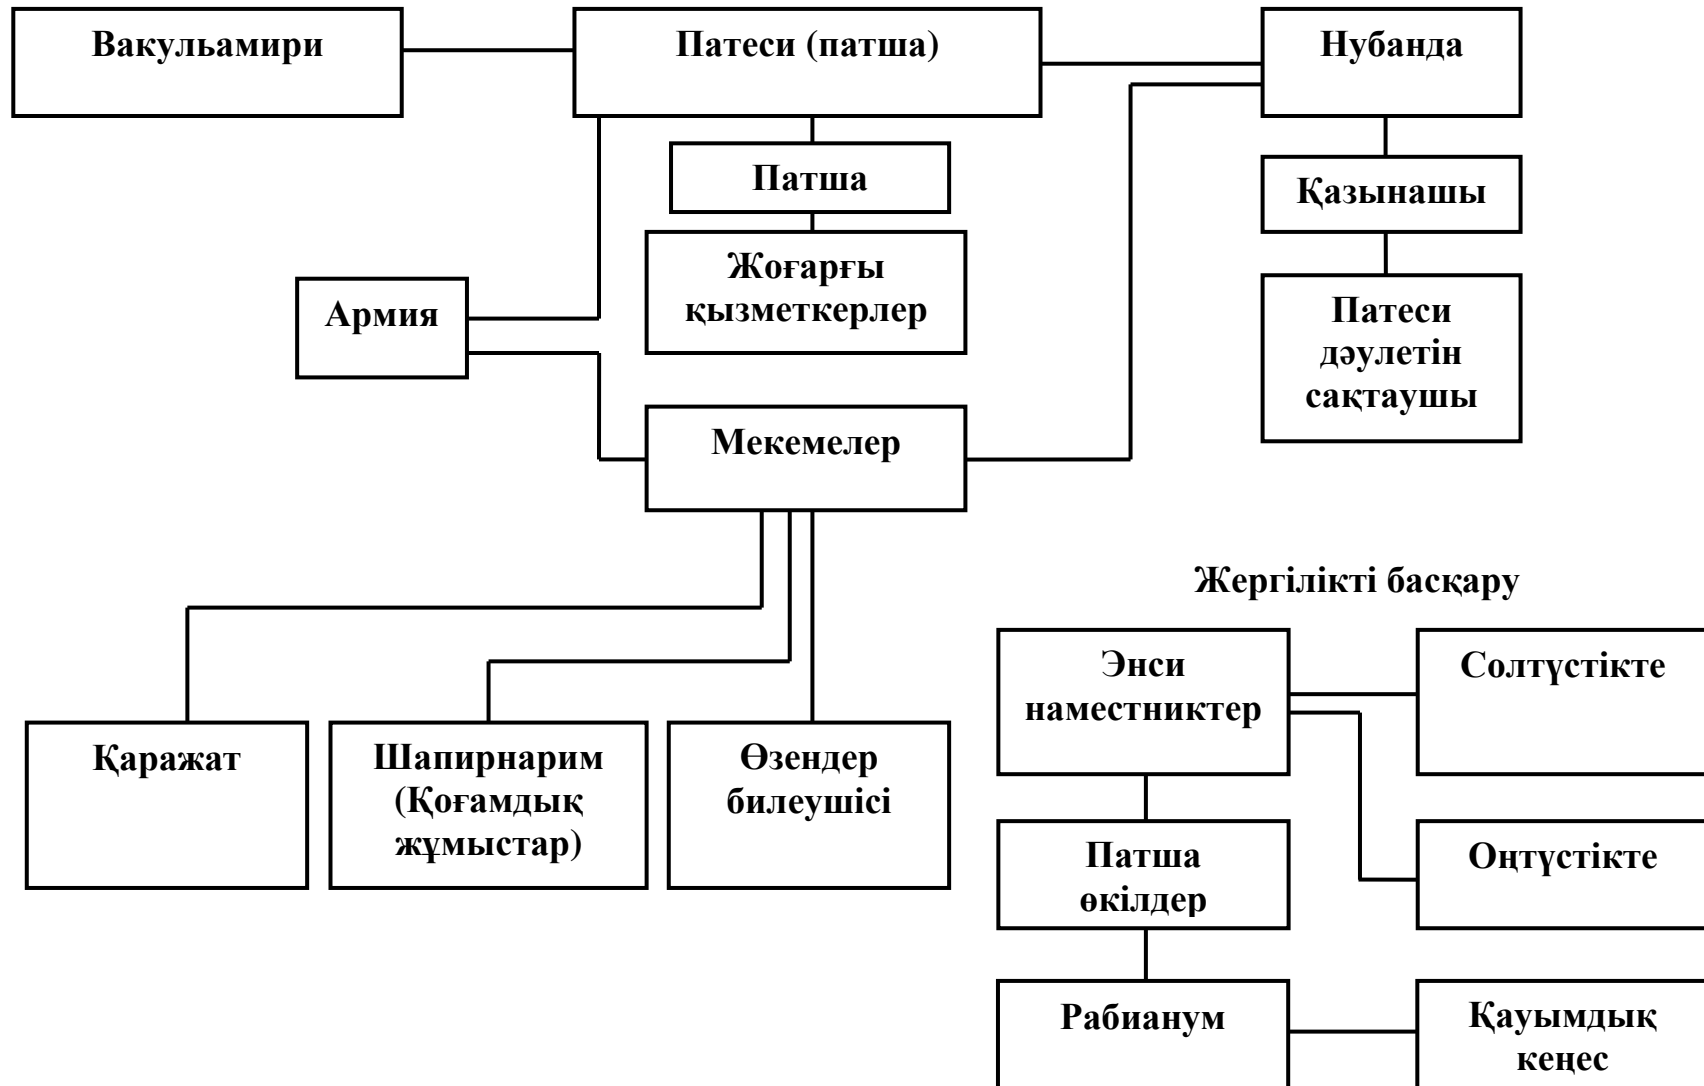 Вакульамири
Патеси (патша)
Нубанда
Патша
Қазынашы
Жоғарғы
қызметкерлер
Армия
Патеси
дәулетін
сақтаушы
Мекемелер
Жергілікті басқару
Энси
наместниктер
Солтүстікте
Қаражат
Шапирнарим
(Қоғамдық
жұмыстар)
Өзендер
билеушісі
Патша
өкілдер
Оңтүстікте
Рабианум
Қауымдық
кеңес